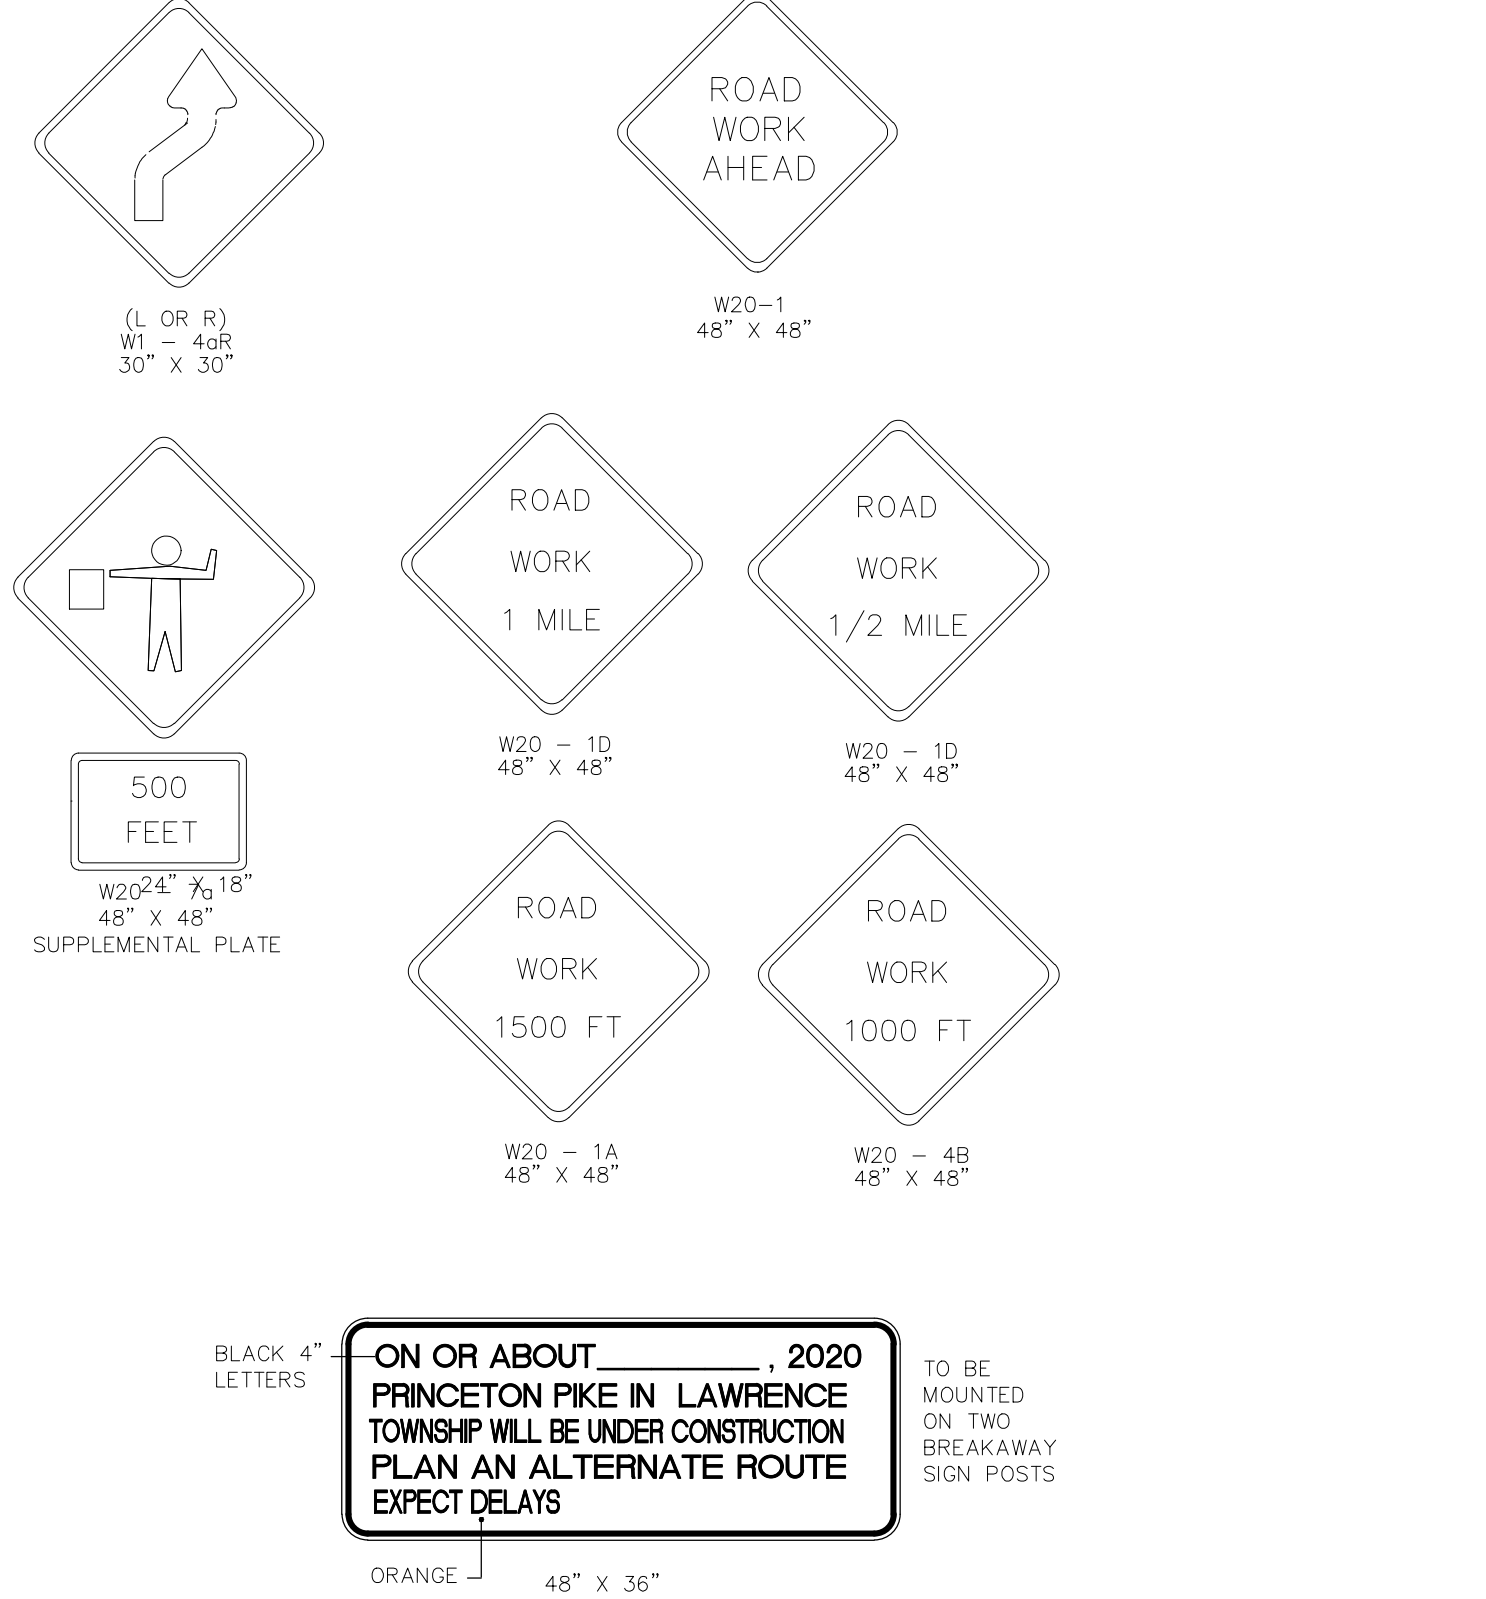 (L OR R)
W1 - 4aR
30" X 30"
ROAD
WORK
AHEAD
W20-1
48" X 48"
500
FEET
24" X 18"
W20 - 7a
48" X 48"
SUPPLEMENTAL PLATE
ROAD
WORK
1 MILE
W20 - 1D
48" X 48"
ROAD
WORK
1/2 MILE
W20 - 1D
48" X 48"
ROAD
WORK
1500 FT
W20 - 1A
48" X 48"
ROAD
WORK
1000 FT
W20 - 4B
48" X 48"
BLACK 4"
LETTERS
ON OR ABOUT__________ , 2020
PRINCETON PIKE IN LAWRENCE
TOWNSHIP WILL BE UNDER CONSTRUCTION
PLAN AN ALTERNATE ROUTE
EXPECT DELAYS
TO BE
MOUNTED
ON TWO
BREAKAWAY
SIGN POSTS
ORANGE
48" X 36"